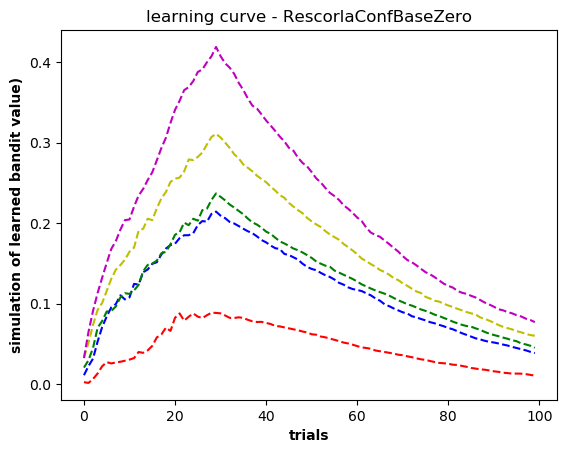 learning curve - RescorlaConfBaseZero
simulation of learned bandit value)
0.4
0.3
0.2
0.1
0.0
0 20 40 60 80 100
trials